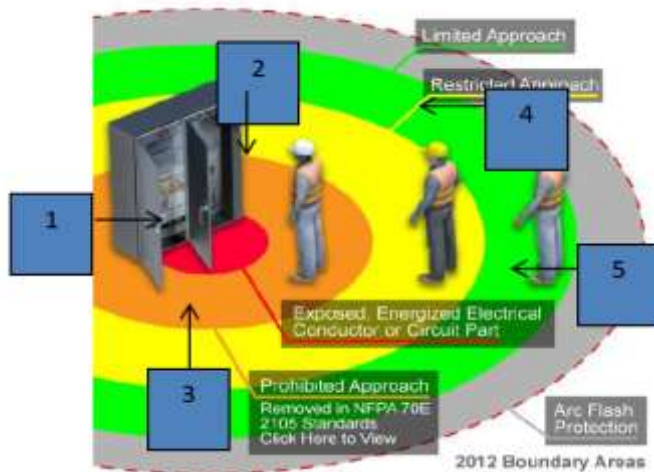 Limited Approach
2
Restricted Approach
4
1
5
Exposed, Energized Electrical
Conductor or Circuit Part
3
Prohibited Approach
Removed in NFPA 70E
2105 Standards
Click Here to View
Arc Flash
Protection
2012 Boundary Areas